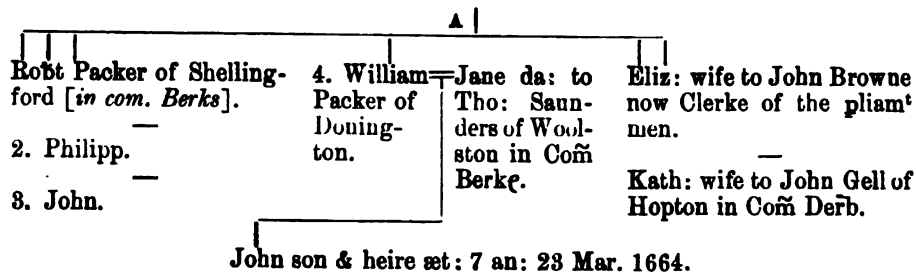 A
Robt Packer of Shelling-
ford [in com. Berks].
2. Philipp.
3. John.
4. William
Packer of
Doning-
ton.
Jane da: to
Tho: Saun-
ders of Wool-
ston in Com̃
Berkę.
Eliz: wife to John Browne
now Clerke of the pliamᵗ
men.
Kath: wife to John Gell of
Hopton in Com̃ Derb̄.
John son & heire æt: 7 an: 23 Mar. 1664.